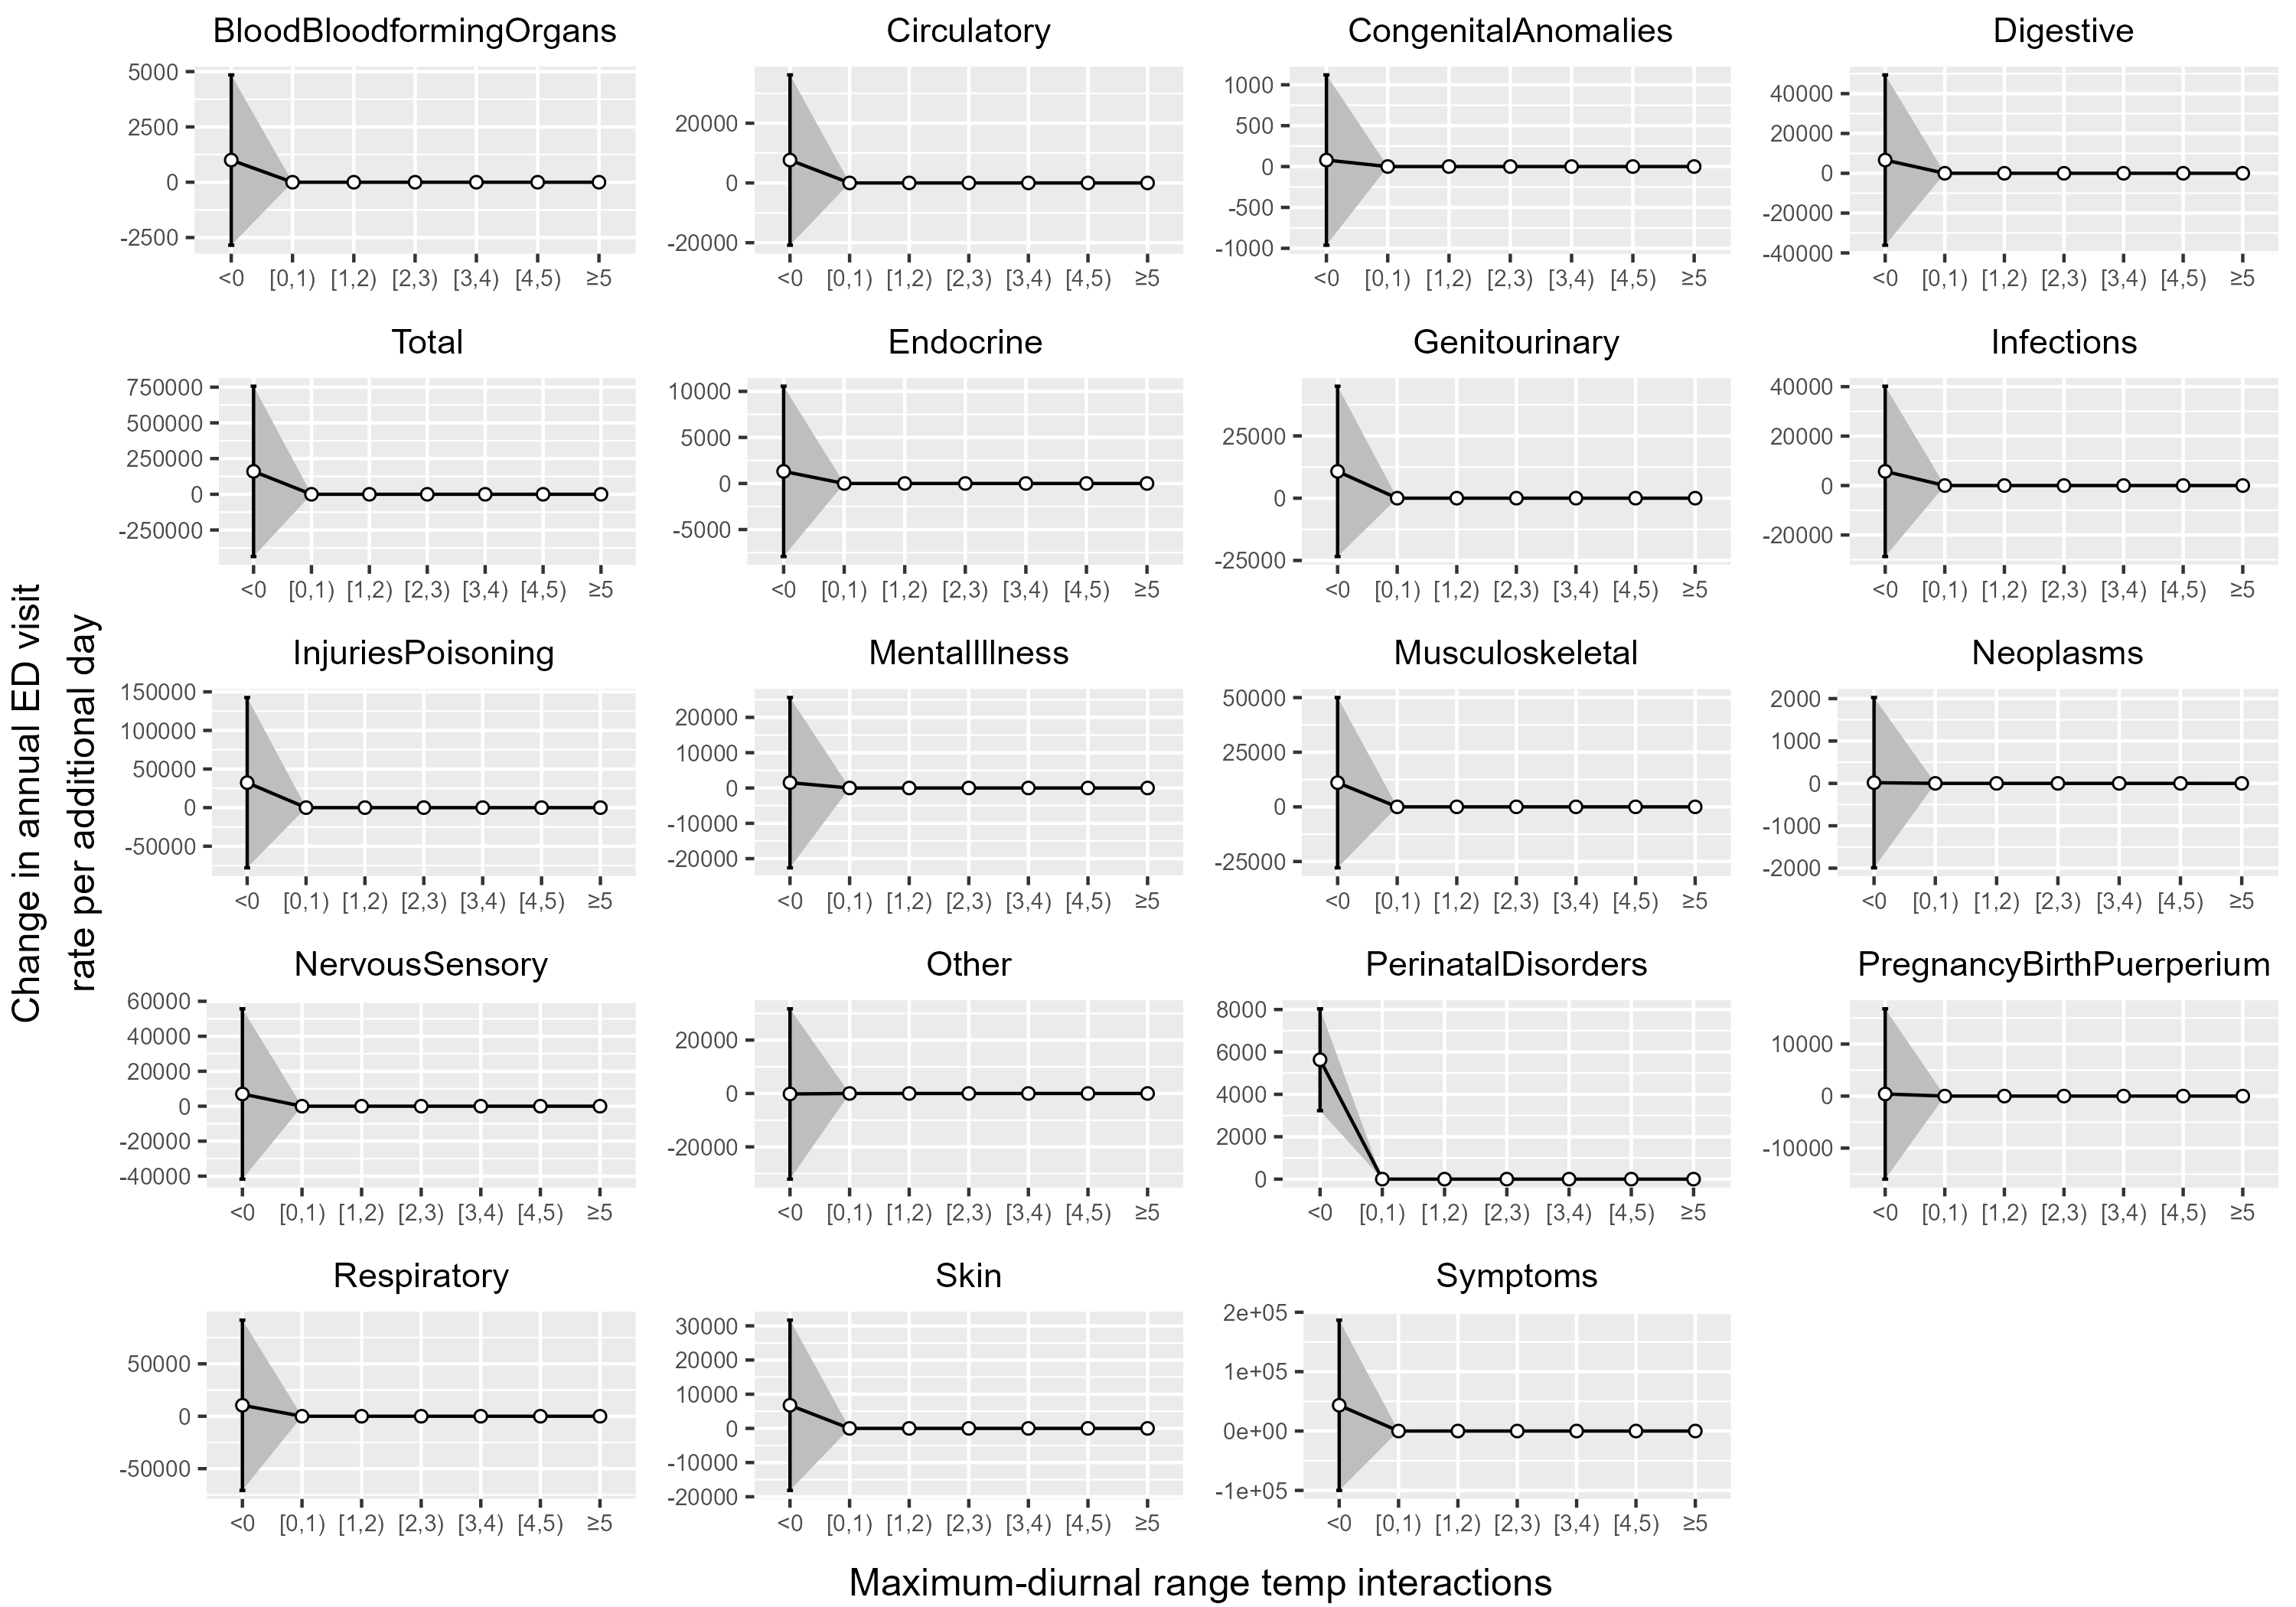 BloodBloodformingOrgans
5000
2500
0
-2500
<0 [0,1) [1,2) [2,3) [3,4) [4,5) ≥5
Circulatory
20000
0
-20000
<0 [0,1) [1,2) [2,3) [3,4) [4,5) ≥5
CongenitalAnomalies
1000
500
0
-500
-1000
<0 [0,1) [1,2) [2,3) [3,4) [4,5) ≥5
Digestive
40000
20000
0
-20000
-40000
<0 [0,1) [1,2) [2,3) [3,4) [4,5) ≥5
Total
750000
500000
250000
0
-250000
<0 [0,1) [1,2) [2,3) [3,4) [4,5) ≥5
Endocrine
10000
5000
0
-5000
<0 [0,1) [1,2) [2,3) [3,4) [4,5) ≥5
Genitourinary
25000
0
-25000
<0 [0,1) [1,2) [2,3) [3,4) [4,5) ≥5
Infections
40000
20000
0
-20000
<0 [0,1) [1,2) [2,3) [3,4) [4,5) ≥5
Change in annual ED visit
rate per additional day
InjuriesPoisoning
150000
100000
50000
0
-50000
<0 [0,1) [1,2) [2,3) [3,4) [4,5) ≥5
MentalIllness
20000
10000
0
-10000
-20000
<0 [0,1) [1,2) [2,3) [3,4) [4,5) ≥5
Musculoskeletal
50000
25000
0
-25000
<0 [0,1) [1,2) [2,3) [3,4) [4,5) ≥5
Neoplasms
2000
1000
0
-1000
-2000
<0 [0,1) [1,2) [2,3) [3,4) [4,5) ≥5
NervousSensory
60000
40000
20000
0
-20000
-40000
<0 [0,1) [1,2) [2,3) [3,4) [4,5) ≥5
Other
20000
0
-20000
<0 [0,1) [1,2) [2,3) [3,4) [4,5) ≥5
PerinatalDisorders
8000
6000
4000
2000
0
<0 [0,1) [1,2) [2,3) [3,4) [4,5) ≥5
PregnancyBirthPuerperium
10000
0
-10000
<0 [0,1) [1,2) [2,3) [3,4) [4,5) ≥5
Respiratory
50000
0
-50000
<0 [0,1) [1,2) [2,3) [3,4) [4,5) ≥5
Skin
30000
20000
10000
0
-10000
-20000
<0 [0,1) [1,2) [2,3) [3,4) [4,5) ≥5
Symptoms
2e+05
1e+05
0e+00
-1e+05
<0 [0,1) [1,2) [2,3) [3,4) [4,5) ≥5
Maximum-diurnal range temp interactions